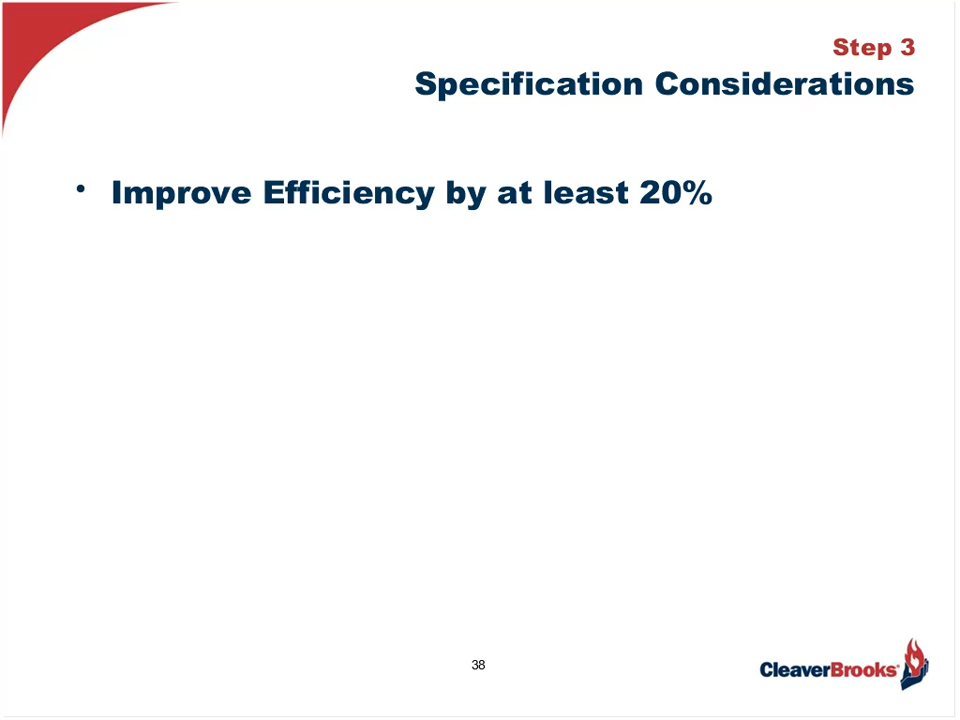 Step 3
Specification Considerations
• Improve Efficiency by at least 20%
38
CleaverBrooks®